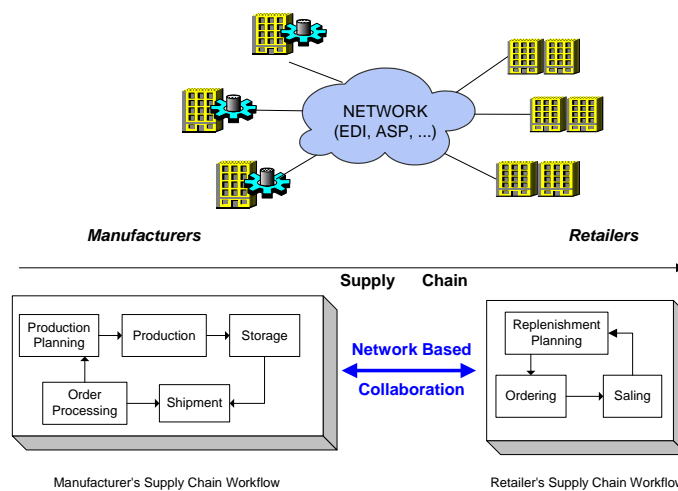 NETWORK
(EDI, ASP, ...)
Manufacturers
Retailers
Supply Chain
Production
Planning
Production
Storage
Order
Processing
Shipment
Network Based
Collaboration
Replenishment
Planning
Ordering
Saling
Manufacturer's Supply Chain Workflow
Retailer's Supply Chain Workflow